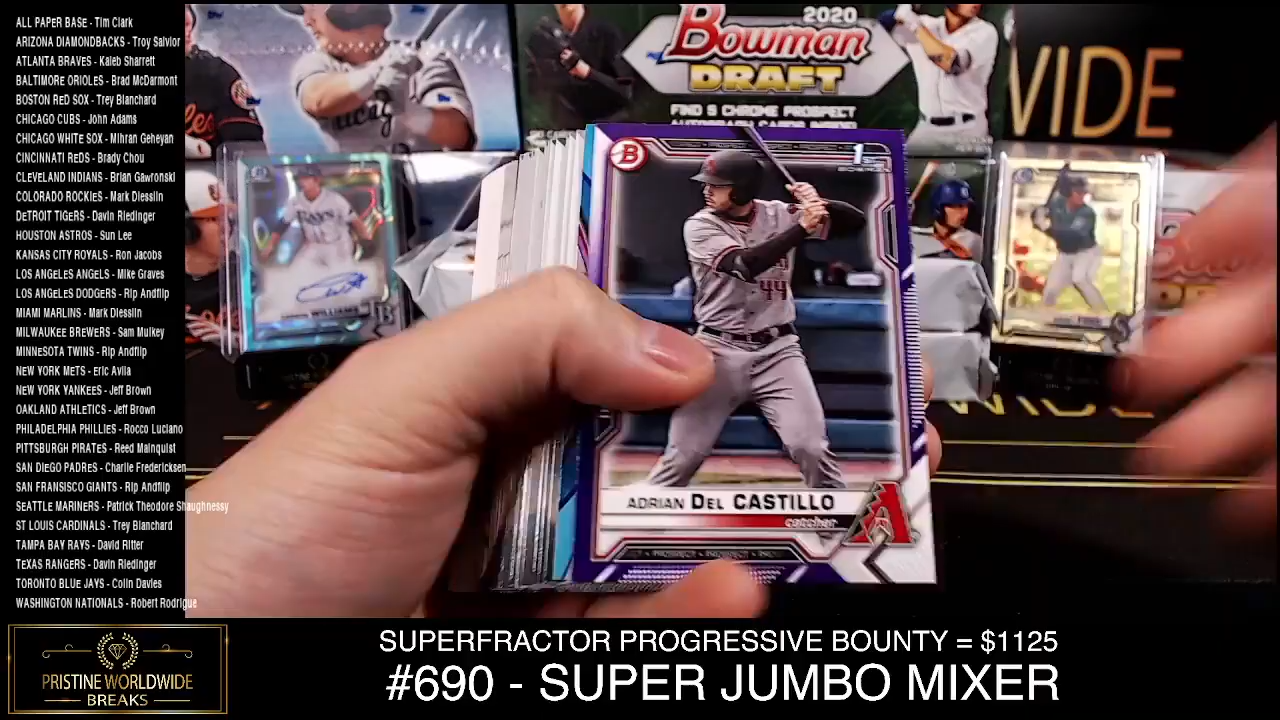 ALL PAPER BASE - Tim Clark
ARIZONA DIAMONDBACKS - Troy Salvior
ATLANTA BRAVES - Kaleb Sharrett
BALTIMORE ORIOLES - Brad McDarmont
BOSTON RED SOX - Trey Blanchard
CHICAGO CUBS - John Adams
CHICAGO WHITE SOX - Mihran Geheyan
CINCINNATI REDS - Brady Chou
CLEVELAND INDIANS - Brian Gawronski
COLORADO ROCKIES - Mark Diesslin
DETROIT TIGERS - Davin Riedinger
HOUSTON ASTROS - Sun Lee
KANSAS CITY ROYALS - Ron Jacobs
LOS ANGELES ANGELS - Mike Graves
LOS ANGELES DODGERS - Rip Andflip
MIAMI MARLINS - Mark Diesslin
MILWAUKEE BREWERS - Sam Mulkey
MINNESOTA TWINS - Rip Andflip
NEW YORK METS - Eric Avila
NEW YORK YANKEES - Jeff Brown
OAKLAND ATHLETICS - Jeff Brown
PHILADELPHIA PHILLIES - Rocco Luciano
PITTSBURGH PIRATES - Reed Mainquist
SAN DIEGO PADRES - Charlie Fredericksen
SAN FRANSISCO GIANTS - Rip Andflip
SEATTLE MARINERS - Patrick Theodore Shaughnessy
ST LOUIS CARDINALS - Trey Blanchard
TAMPA BAY RAYS - David Ritter
TEXAS RANGERS - Davin Riedinger
TORONTO BLUE JAYS - Colin Davies
WASHINGTON NATIONALS - Robert Rodrigue
2020
Bowman
DRAFT
FIND 5 CHROME PROSPECT
VIDE
B
1st
44
ADRIAN DEL CASTILLO
catcher
A
RAYS
WILLIAMS
PRISTINE WORLDWIDE
BREAKS
SUPERFRACTOR PROGRESSIVE BOUNTY = $1125
#690 - SUPER JUMBO MIXER